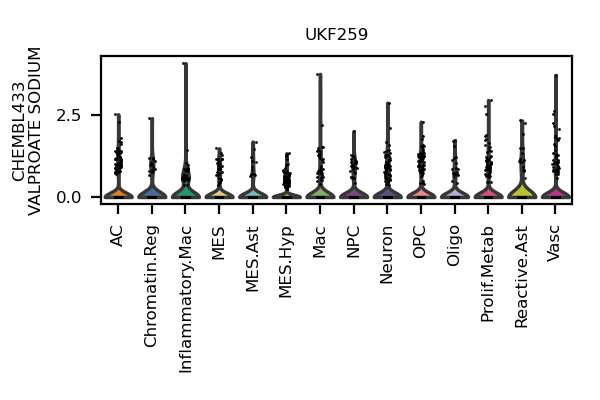 UKF259
CHEMBL433
VALPROATE SODIUM
2.5
0.0
AC
Chromatin.Reg
Inflammatory.Mac
MES
MES.Ast
MES.Hyp
Mac
NPC
Neuron
OPC
Oligo
Prolif.Metab
Reactive.Ast
Vasc